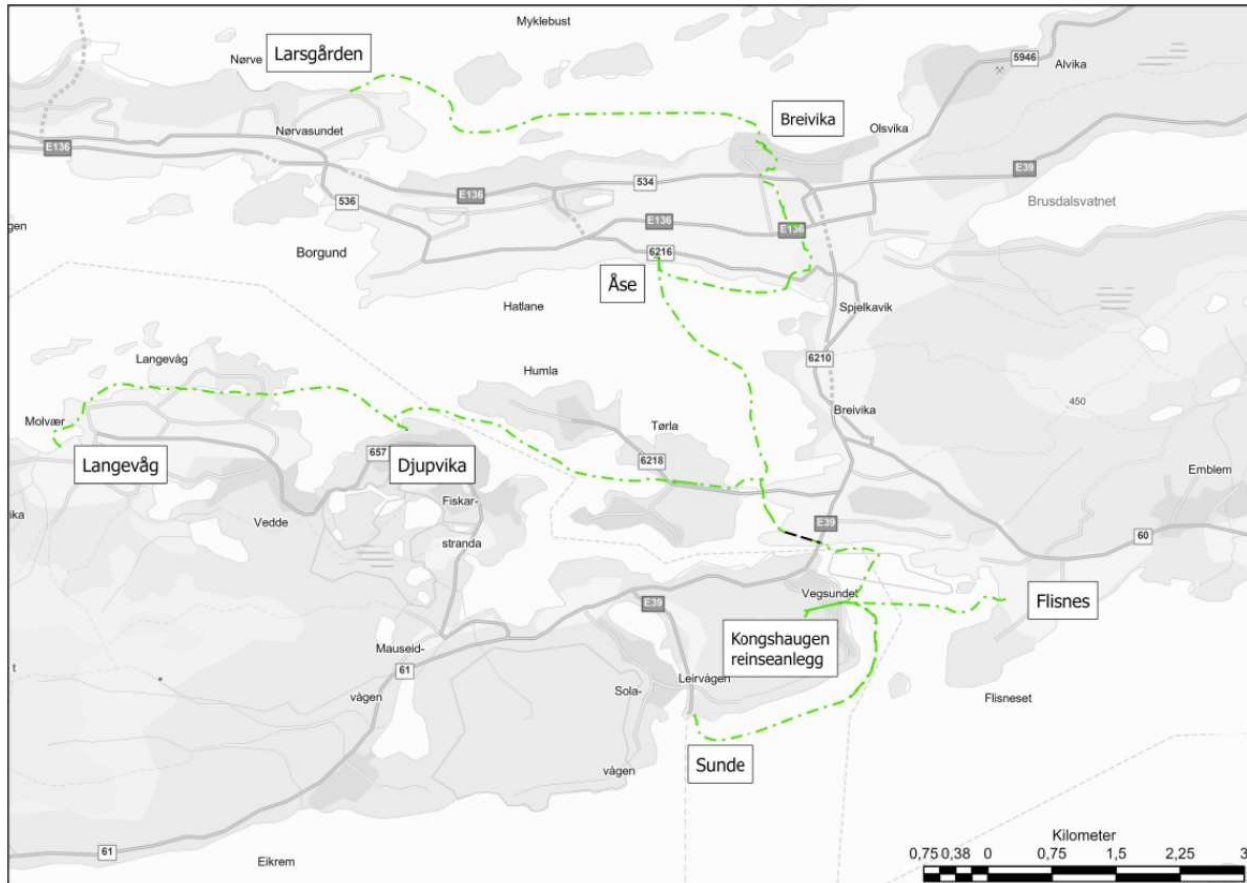 Myklebust
Larsgården
Nørve
5946
Alvika
Nørvasundet
Breivika
Olsvika
E136
E39
534
E136
536
Brusdalsvatnet
gen
E136
E136
Borgund
6216
Åse
Hatlane
Spjelkavik
Langevåg
6210
Humla
450
Breivika
Molvær
Tørla
657
6218
Langevåg
Djupvika
Emblem
Fiskar-
ika
Vedde
E39
stranda
60
Vegsundet
E39
Flisnes
Kongshaugen
reinseanlegg
Mauseid-
t
61
Leirvågen
Sola-
vågen
Flisneset
Sunde
vågen
Kilometer
0,75 0,38 0 0,75 1,5 2,25 3
61
Eikrem